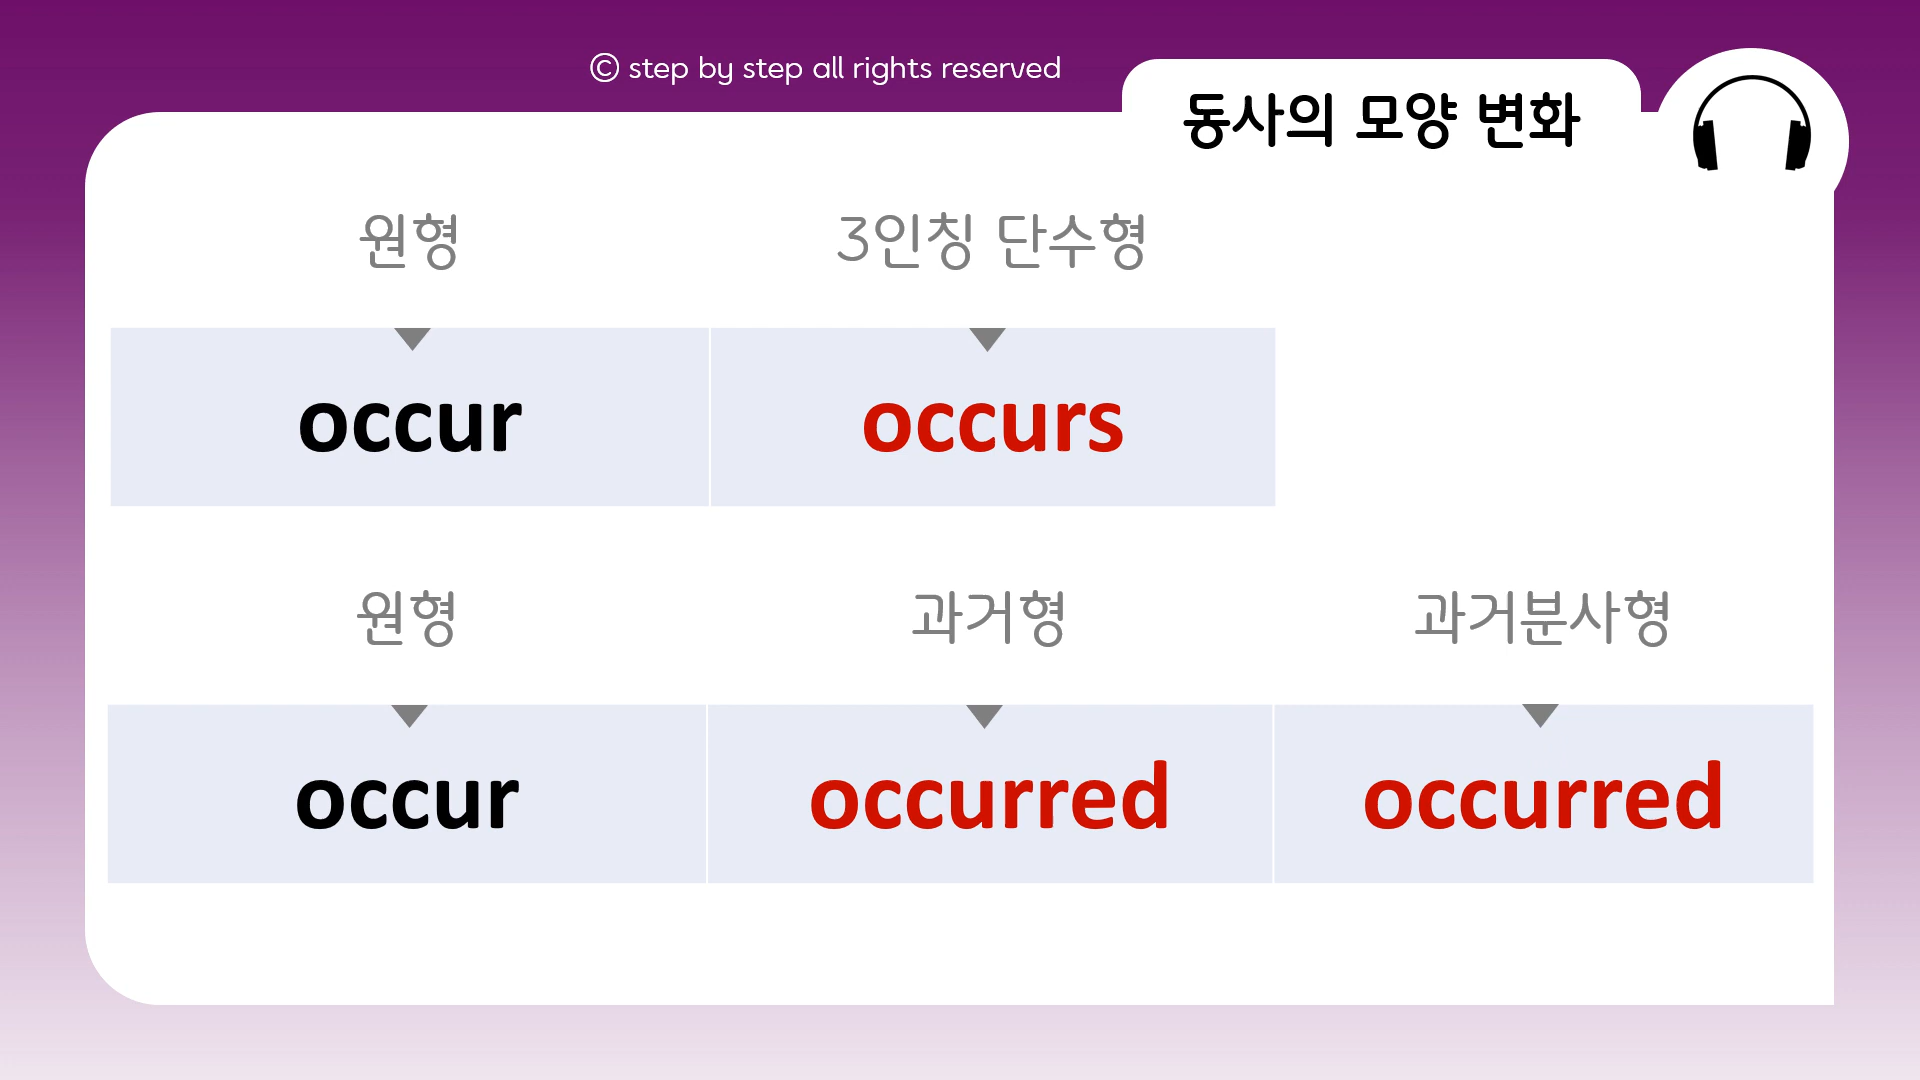 © step by step all rights reserved
동사의 모양 변화
원형 3인칭 단수형
occur occurs
원형 과거형 과거분사형
occur occurred occurred